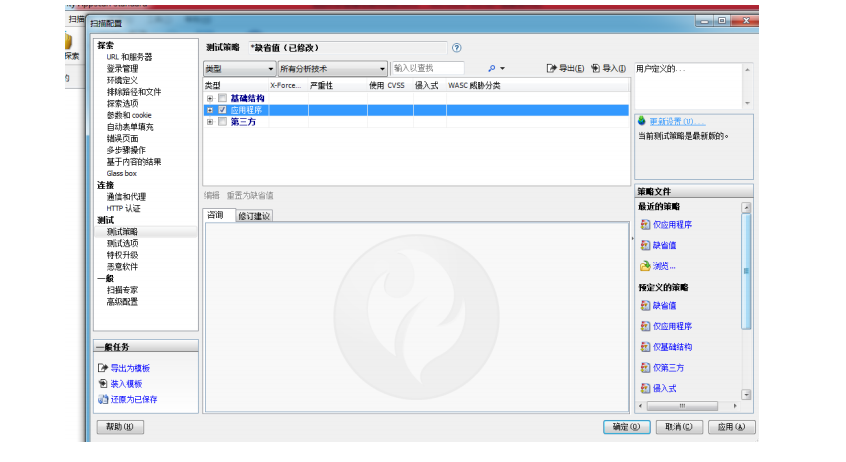 扫描配置
探索
URL 和服务器
登录管理
环境定义
排除路径和文件
探索选项
参数和 cookie
自动表单填充
错误页面
多步骤操作
基于内容的结果
Glass box
连接
通信和代理
HTTP 认证
测试
测试策略
测试选项
特权升级
恶意软件
一般
扫描专家
高级配置
一般任务
导出为模板
装入模板
还原为已保存
测试策略 *缺省值（已修改）
类型 所有分析技术 输入以查找 导出(E) 导入(I)
类型 X-Force... 严重性 使用 CVSS 侵入式 WASC 威胁分类
基础结构
应用程序
第三方
编辑 重置为缺省值
咨询 修订建议
用户定义的...
更新设置(U)...
当前测试策略是最新版的。
策略文件
最近的策略
仅应用程序
缺省值
浏览...
预定义的策略
缺省值
仅应用程序
仅基础结构
仅第三方
侵入式
帮助(H) 确定(O) 取消(C) 应用(A)
扫描
探索